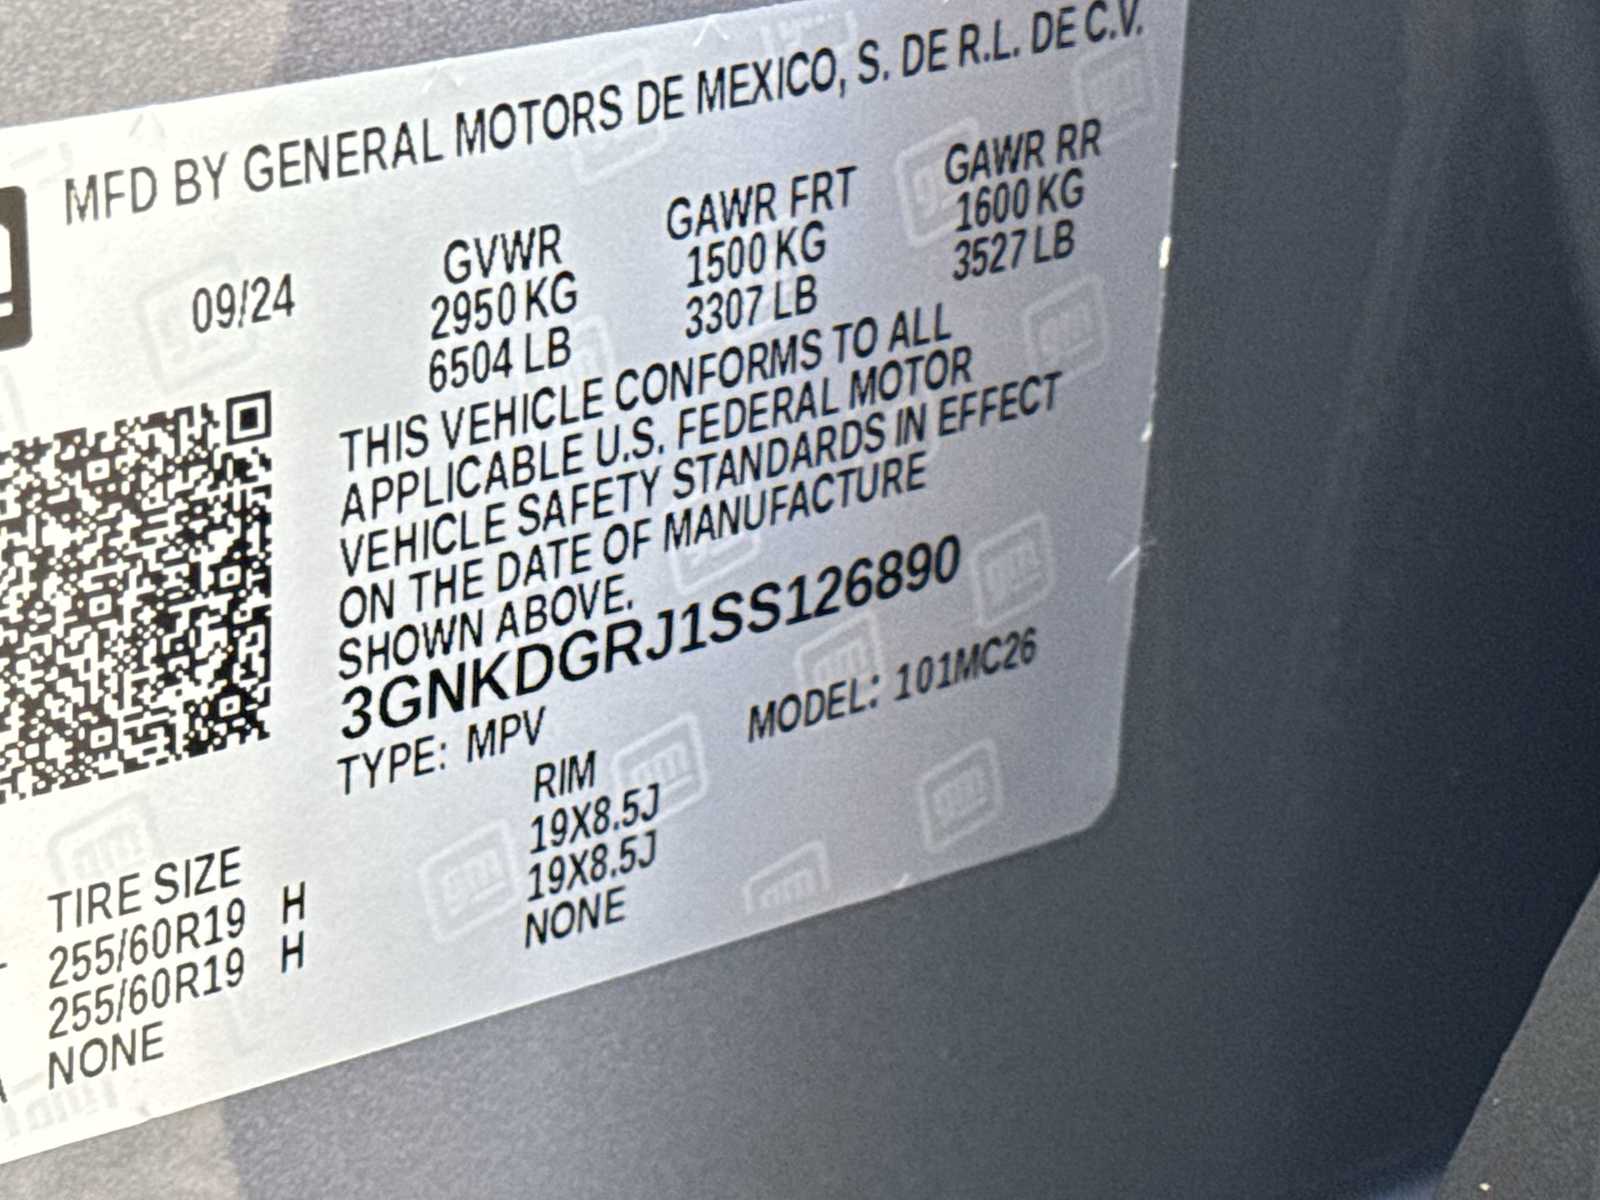 MFD BY GENERAL MOTORS DE MEXICO, S. DE R.L. DE C.V.
09/24 GVWR GAWR FRT GAWR RR
2950 KG 1500 KG 1600 KG
6504 LB 3307 LB 3527 LB
THIS VEHICLE CONFORMS TO ALL
APPLICABLE U.S. FEDERAL MOTOR
VEHICLE SAFETY STANDARDS IN EFFECT
ON THE DATE OF MANUFACTURE
SHOWN ABOVE.
3GNKDGRJ1SS126890
TYPE: MPV MODEL: 101MC26
TIRE SIZE RIM
255/60R19 H 19X8.5J
255/60R19 H 19X8.5J
NONE NONE